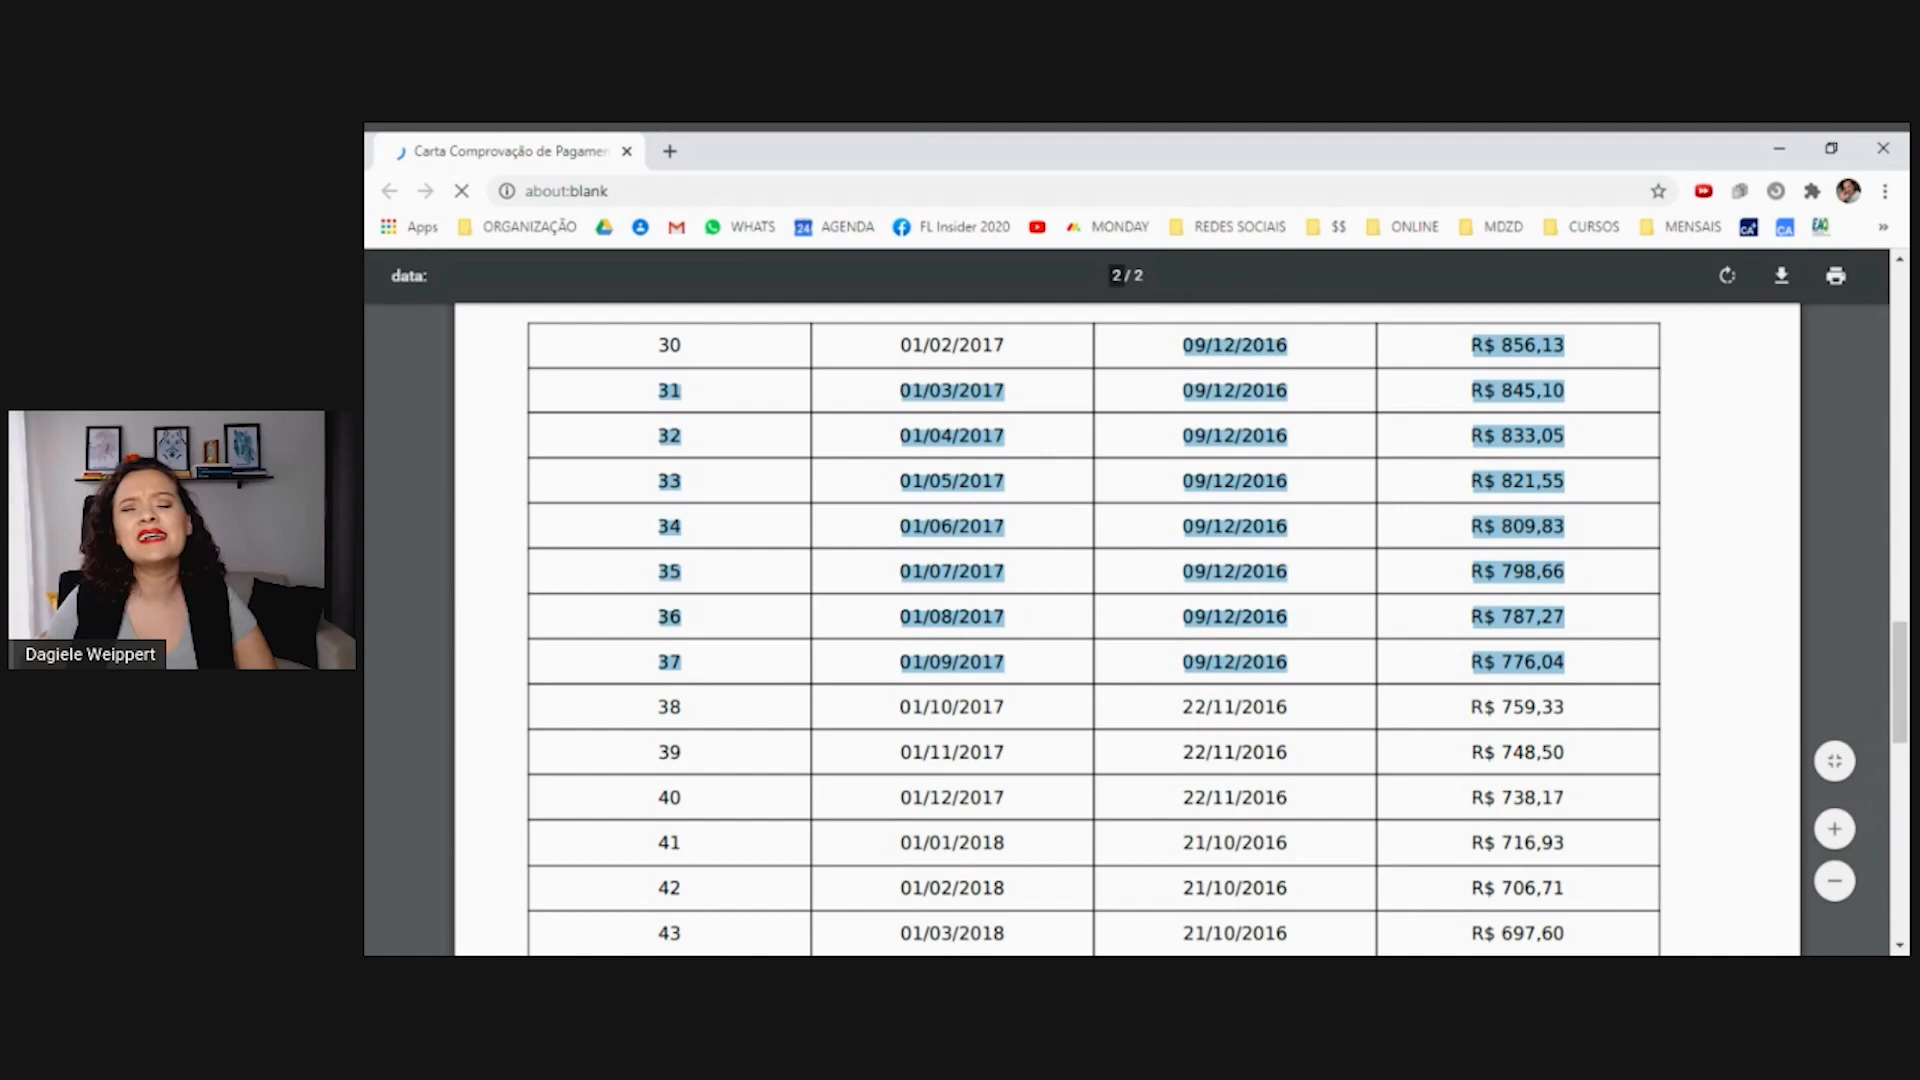 Carta Comprovação de Pagamen
about:blank
Apps ORGANIZAÇÃO WHATS 24 AGENDA FL Insider 2020 MONDAY REDES SOCIAIS $$ ONLINE MDZD CURSOS MENSAIS CA+ CA EAQ »
data: 2 / 2
30 01/02/2017 09/12/2016 R$ 856,13
31 01/03/2017 09/12/2016 R$ 845,10
32 01/04/2017 09/12/2016 R$ 833,05
33 01/05/2017 09/12/2016 R$ 821,55
34 01/06/2017 09/12/2016 R$ 809,83
35 01/07/2017 09/12/2016 R$ 798,66
36 01/08/2017 09/12/2016 R$ 787,27
37 01/09/2017 09/12/2016 R$ 776,04
38 01/10/2017 22/11/2016 R$ 759,33
39 01/11/2017 22/11/2016 R$ 748,50
40 01/12/2017 22/11/2016 R$ 738,17
41 01/01/2018 21/10/2016 R$ 716,93
42 01/02/2018 21/10/2016 R$ 706,71
43 01/03/2018 21/10/2016 R$ 697,60
Dagiele Weippert